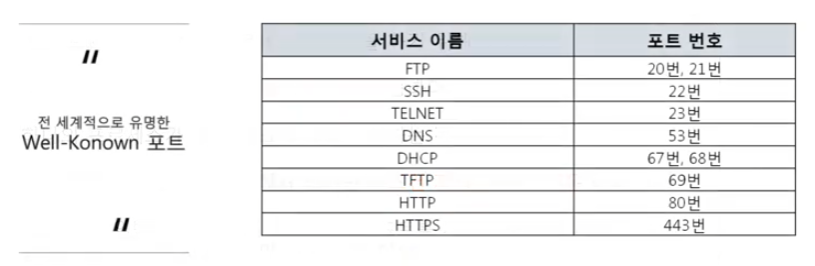 〃
전 세계적으로 유명한
Well-Konown 포트
〃
서비스 이름 포트 번호
FTP 20번, 21번
SSH 22번
TELNET 23번
DNS 53번
DHCP 67번, 68번
TFTP 69번
HTTP 80번
HTTPS 443번